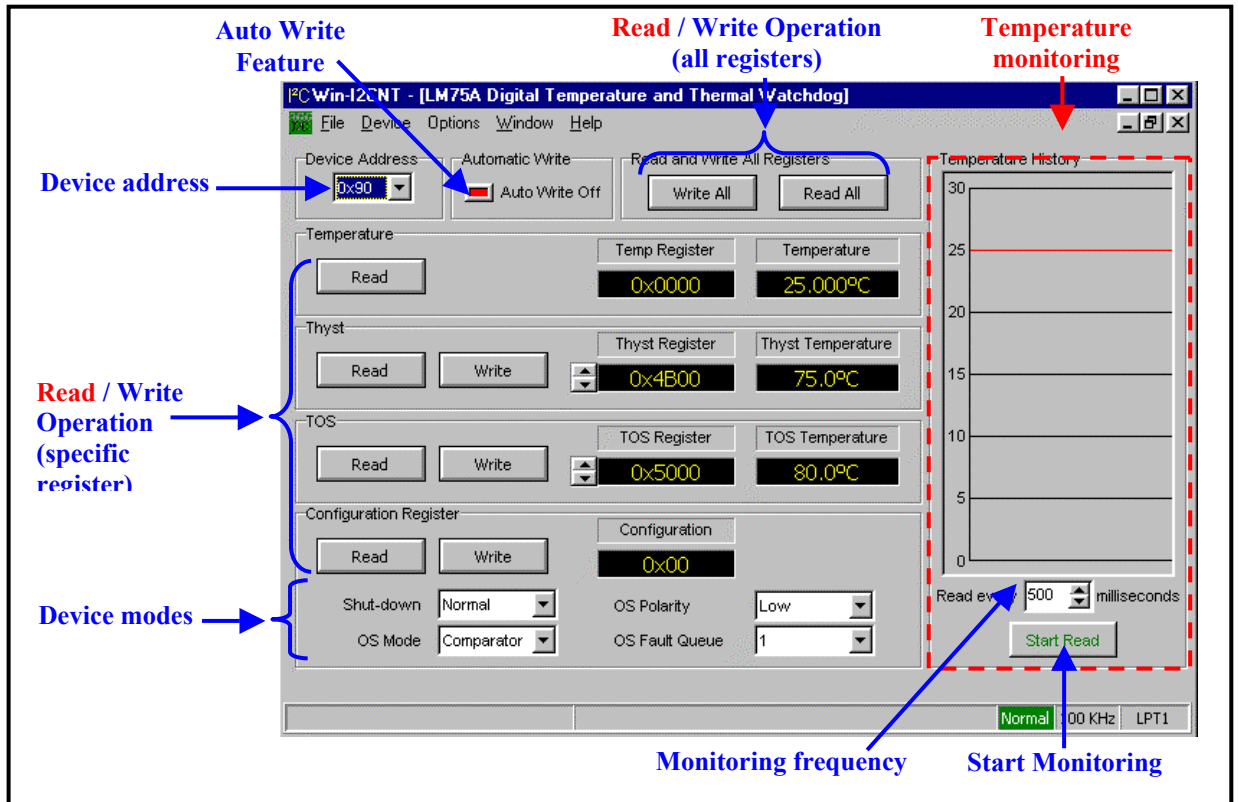 Auto Write
Feature
Read / Write Operation
(all registers)
Temperature
monitoring
I²C Win-I2CNT - [LM75A Digital Temperature and Thermal Watchdog]
File Device Options Window Help
Device Address
Automatic Write
Read and Write All Registers
Temperature History
Device address
0x90
Auto Write Off
Write All
Read All
30
25
20
15
10
5
0
Temperature
Temp Register
Temperature
Read
0x0000
25.000ºC
Thyst
Thyst Register
Thyst Temperature
Read
Write
0x4B00
75.0ºC
Read / Write
Operation
(specific
register)
TOS
TOS Register
TOS Temperature
Read
Write
0x5000
80.0ºC
Configuration Register
Configuration
Read
Write
0x00
Device modes
Shut-down
Normal
OS Polarity
Low
OS Mode
Comparator
OS Fault Queue
1
Read every 500 milliseconds
Start Read
Normal
00 KHz
LPT1
Monitoring frequency
Start Monitoring